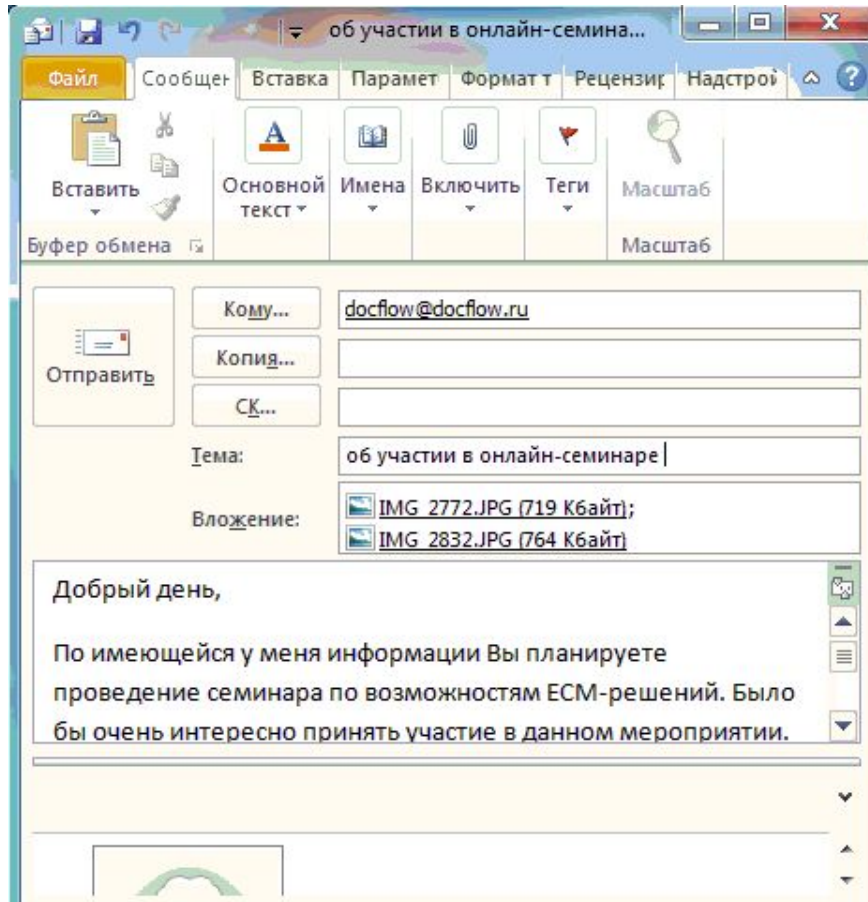 об участии в онлайн-семина...
Файл Сообщен Вставка Парамет Формат т Рецензир Надстрой
Вставить
Основной текст
Имена
Включить
Теги
Масштаб
Буфер обмена
Масштаб
Отправить
Кому... docflow@docflow.ru
Копия...
СК...
Тема: об участии в онлайн-семинаре
Вложение: IMG_2772.JPG (719 Кбайт);
IMG_2832.JPG (764 Кбайт)
Добрый день,
По имеющейся у меня информации Вы планируете
проведение семинара по возможностям ECM-решений. Было
бы очень интересно принять участие в данном мероприятии.